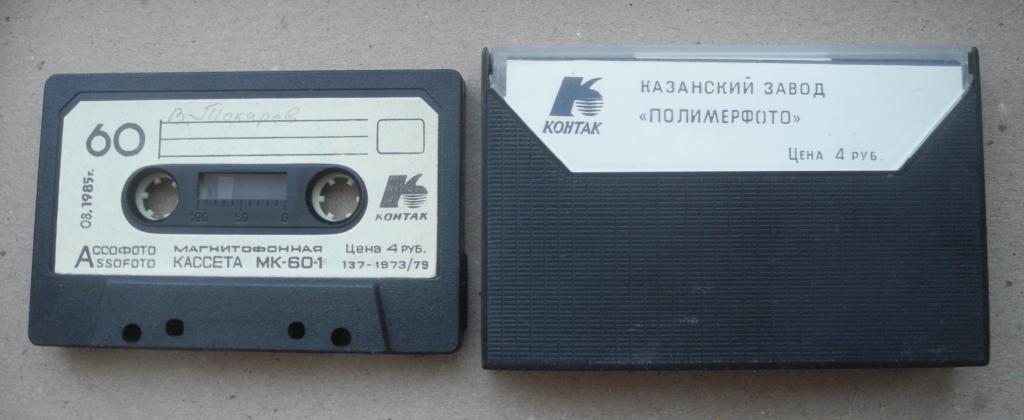 60
В. Токарев
08.1985г.
100 50 0
КОНТАК
АССОФОТО
ASSOFOTO
МАГНИТОФОННАЯ
КАССЕТА МК-60-1
ЦЕНА 4 РУБ.
137-1973/79
КОНТАК
КАЗАНСКИЙ ЗАВОД
«ПОЛИМЕРФОТО»
ЦЕНА 4 РУБ.